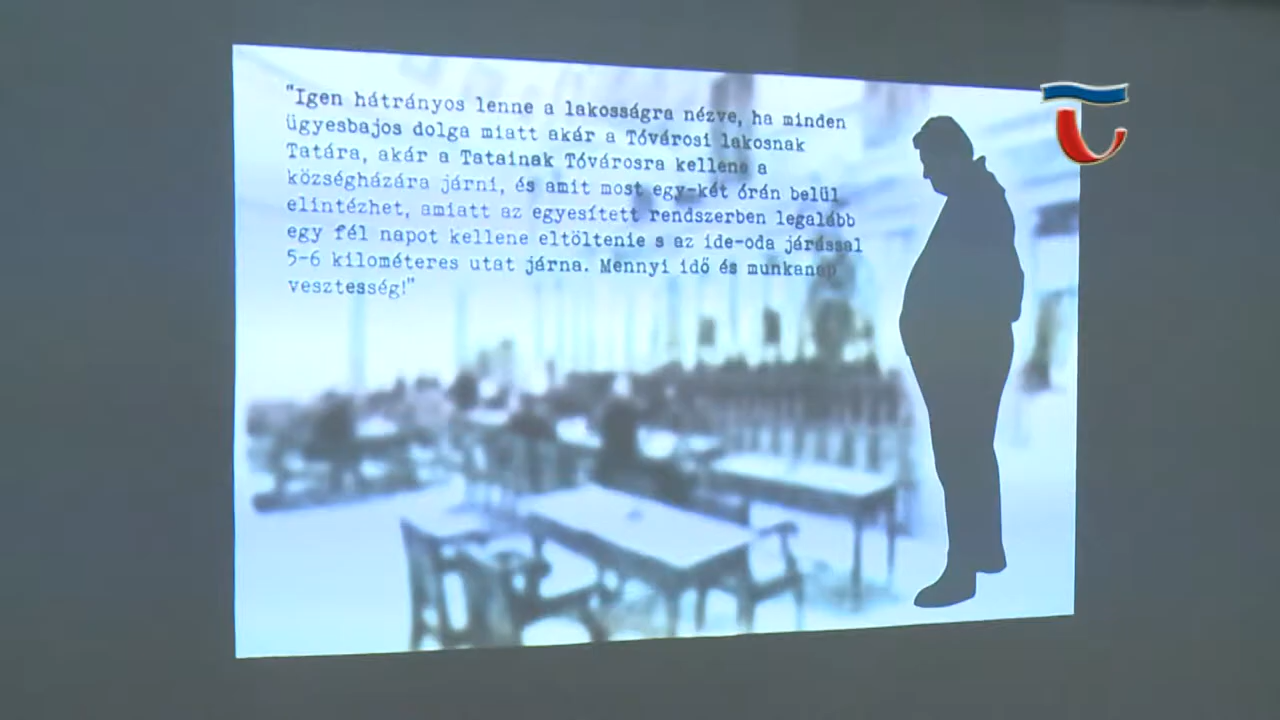 "Igen hátrányos lenne a lakosságra nézve, ha minden
ügyesbajos dolga miatt akár a Tóvárosi lakosnak
Tatára, akár a Tatainak Tóvárosra kellene a
községházára járni, és amit most egy-két órán belül
elintézhet, amiatt az egyesített rendszerben legalább
egy fél napot kellene eltöltenie s az ide-oda járással
5-6 kilométeres utat járna. Mennyi idő és munkanap
vesztesség!"